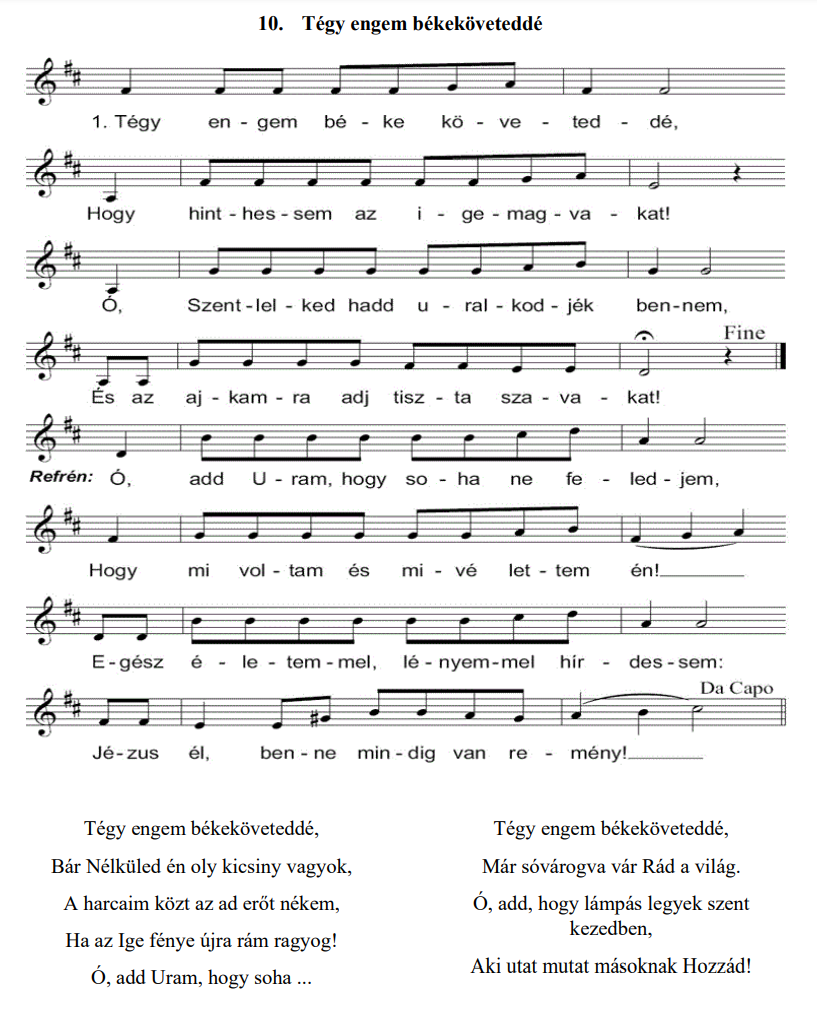 10. Tégy engem békeköveteddé
1. Tégy en - gem bé - ke kö - ve - ted - dé,
Hogy hint - hes - sem az i - ge - mag - va - kat!
Ó, Szent - lel - ked hadd u - ral - kod - jék ben - nem,
Fine
És az aj - kam - ra adj tisz - ta sza - va - kat!
Refrén: Ó, add U - ram, hogy so - ha ne fe - led - jem,
Hogy mi vol - tam és mi - vé let - tem én!
E - gész é - le - tem - mel, lé - nyem - mel hír - des - sem:
Da Capo
Jé - zus él, ben - ne min - dig van re - mény!
Tégy engem békeköveteddé,
Bár Nélküled én oly kicsiny vagyok,
A harcaim közt az ad erőt nékem,
Ha az Ige fénye újra rám ragyog!
Ó, add Uram, hogy soha ...
Tégy engem békeköveteddé,
Már sóvárogva vár Rád a világ.
Ó, add, hogy lámpás legyek szent
kezedben,
Aki utat mutat másoknak Hozzád!